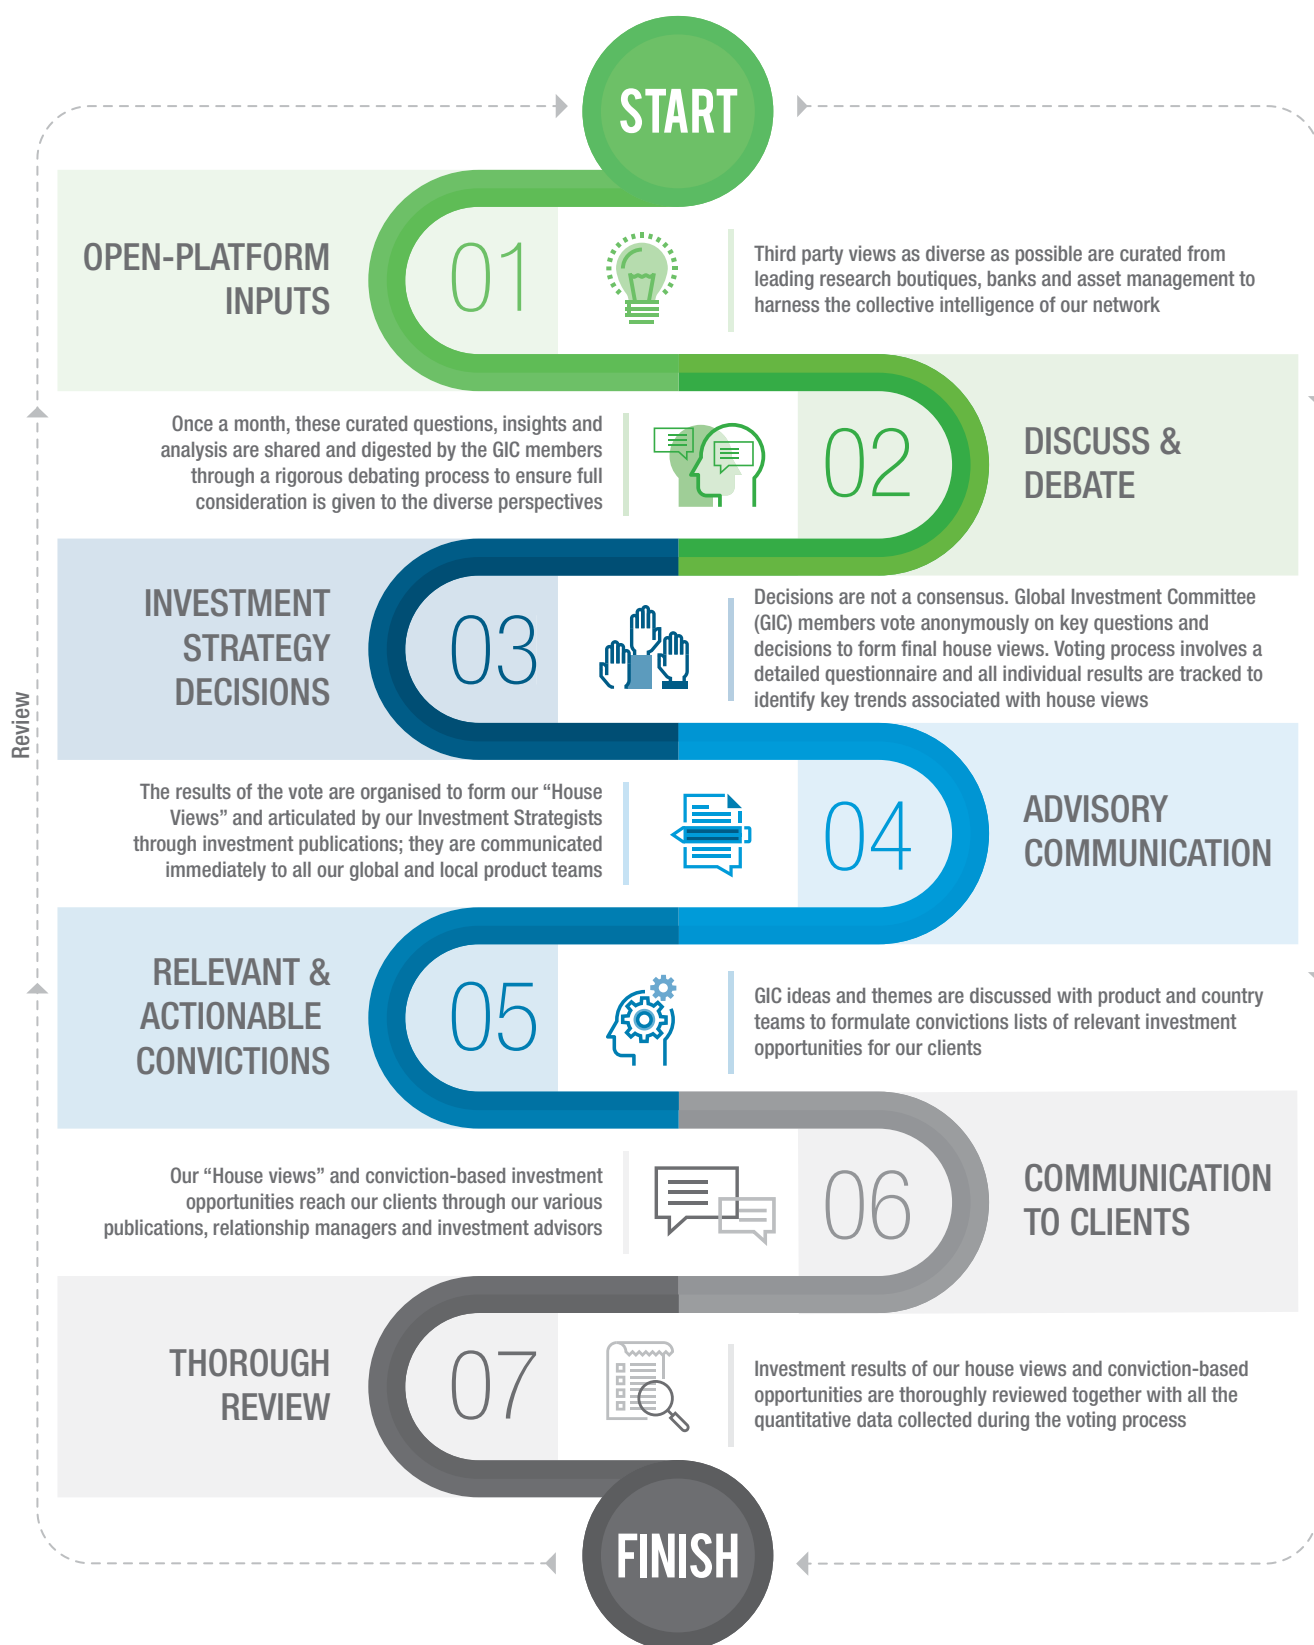 START
OPEN-PLATFORM
INPUTS
01
Third party views as diverse as possible are curated from
leading research boutiques, banks and asset management to
harness the collective intelligence of our network
Once a month, these curated questions, insights and
analysis are shared and digested by the GIC members
through a rigorous debating process to ensure full
consideration is given to the diverse perspectives
02
DISCUSS &
DEBATE
INVESTMENT
STRATEGY
DECISIONS
03
Decisions are not a consensus. Global Investment Committee
(GIC) members vote anonymously on key questions and
decisions to form final house views. Voting process involves a
detailed questionnaire and all individual results are tracked to
identify key trends associated with house views
Review
The results of the vote are organised to form our “House
Views” and articulated by our Investment Strategists
through investment publications; they are communicated
immediately to all our global and local product teams
04
ADVISORY
COMMUNICATION
RELEVANT &
ACTIONABLE
CONVICTIONS
05
GIC ideas and themes are discussed with product and country
teams to formulate convictions lists of relevant investment
opportunities for our clients
Our “House views” and conviction-based investment
opportunities reach our clients through our various
publications, relationship managers and investment advisors
06
COMMUNICATION
TO CLIENTS
THOROUGH
REVIEW
07
Investment results of our house views and conviction-based
opportunities are thoroughly reviewed together with all the
quantitative data collected during the voting process
FINISH